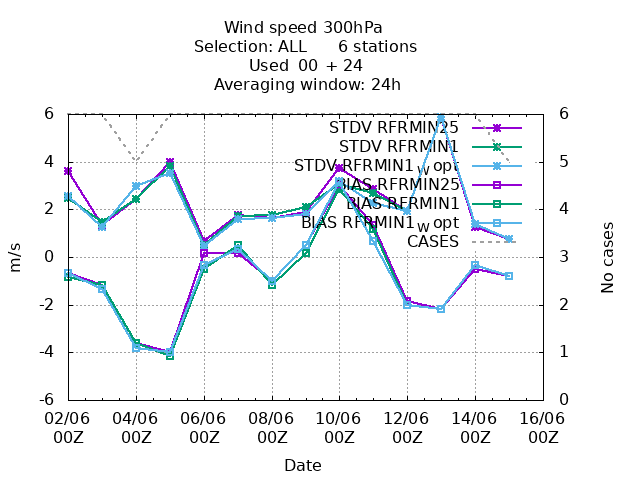 Wind speed 300hPa
Selection: ALL 6 stations
Used 00 + 24
Averaging window: 24h
6 6
STDV RFRMIN25
STDV RFRMIN1
4 5
STDV RFRMIN1w opt
BIAS RFRMIN25
BIAS RFRMIN1
2 4
BIAS RFRMIN1w opt
CASES
0 3
m/s
No cases
-2 2
-4 1
-6 0
02/06 04/06 06/06 08/06 10/06 12/06 14/06 16/06
00Z 00Z 00Z 00Z 00Z 00Z 00Z 00Z
Date